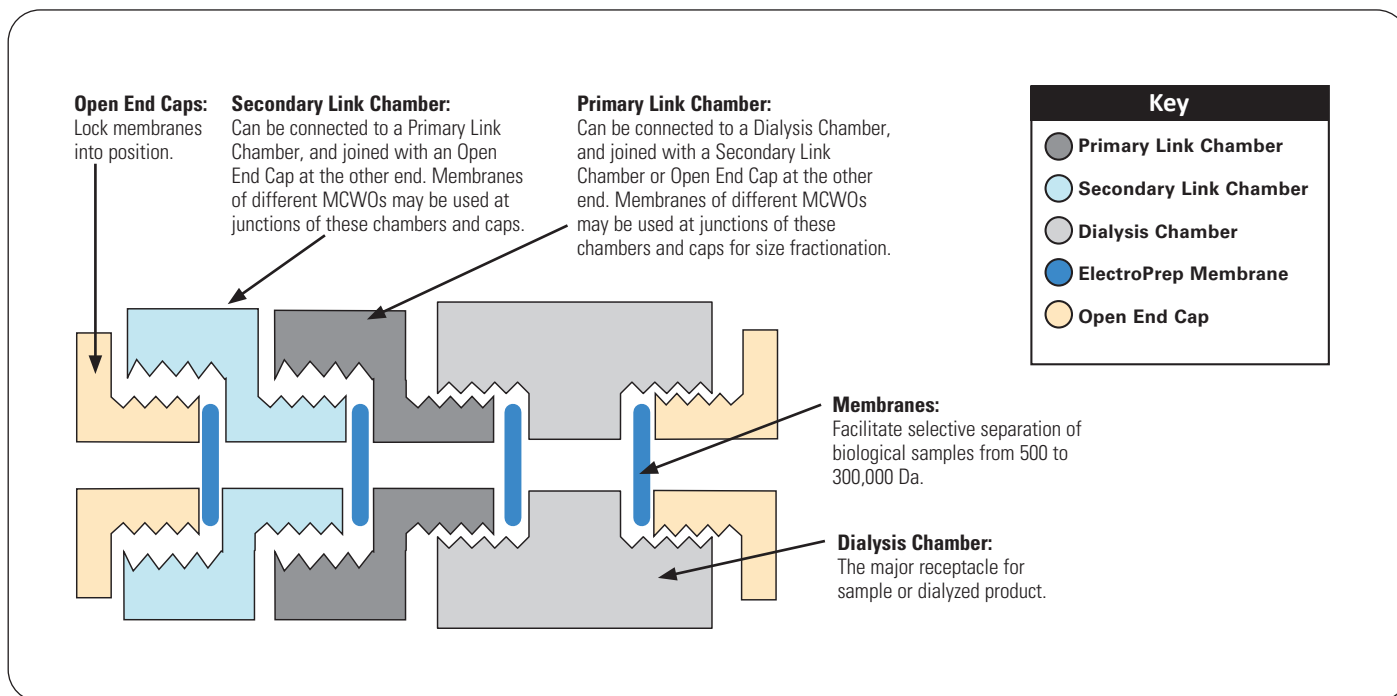 Open End Caps:
Lock membranes
into position.
Secondary Link Chamber:
Can be connected to a Primary Link
Chamber, and joined with an Open
End Cap at the other end. Membranes
of different MCWOs may be used at
junctions of these chambers and caps.
Primary Link Chamber:
Can be connected to a Dialysis Chamber,
and joined with a Secondary Link
Chamber or Open End Cap at the other
end. Membranes of different MCWOs
may be used at junctions of these
chambers and caps for size fractionation.
Key
Primary Link Chamber
Secondary Link Chamber
Dialysis Chamber
ElectroPrep Membrane
Open End Cap
Membranes:
Facilitate selective separation of
biological samples from 500 to
300,000 Da.
Dialysis Chamber:
The major receptacle for
sample or dialyzed product.